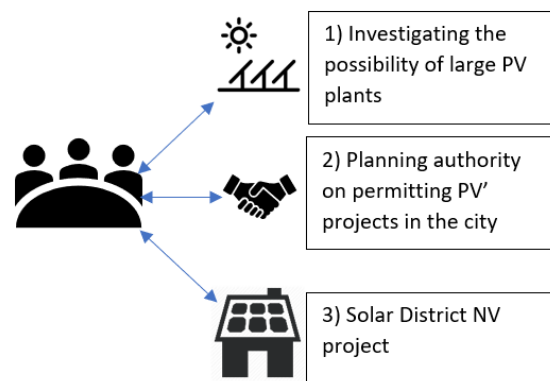 1) Investigating the
possibility of large PV
plants
2) Planning authority
on permitting PV'
projects in the city
3) Solar District NV
project